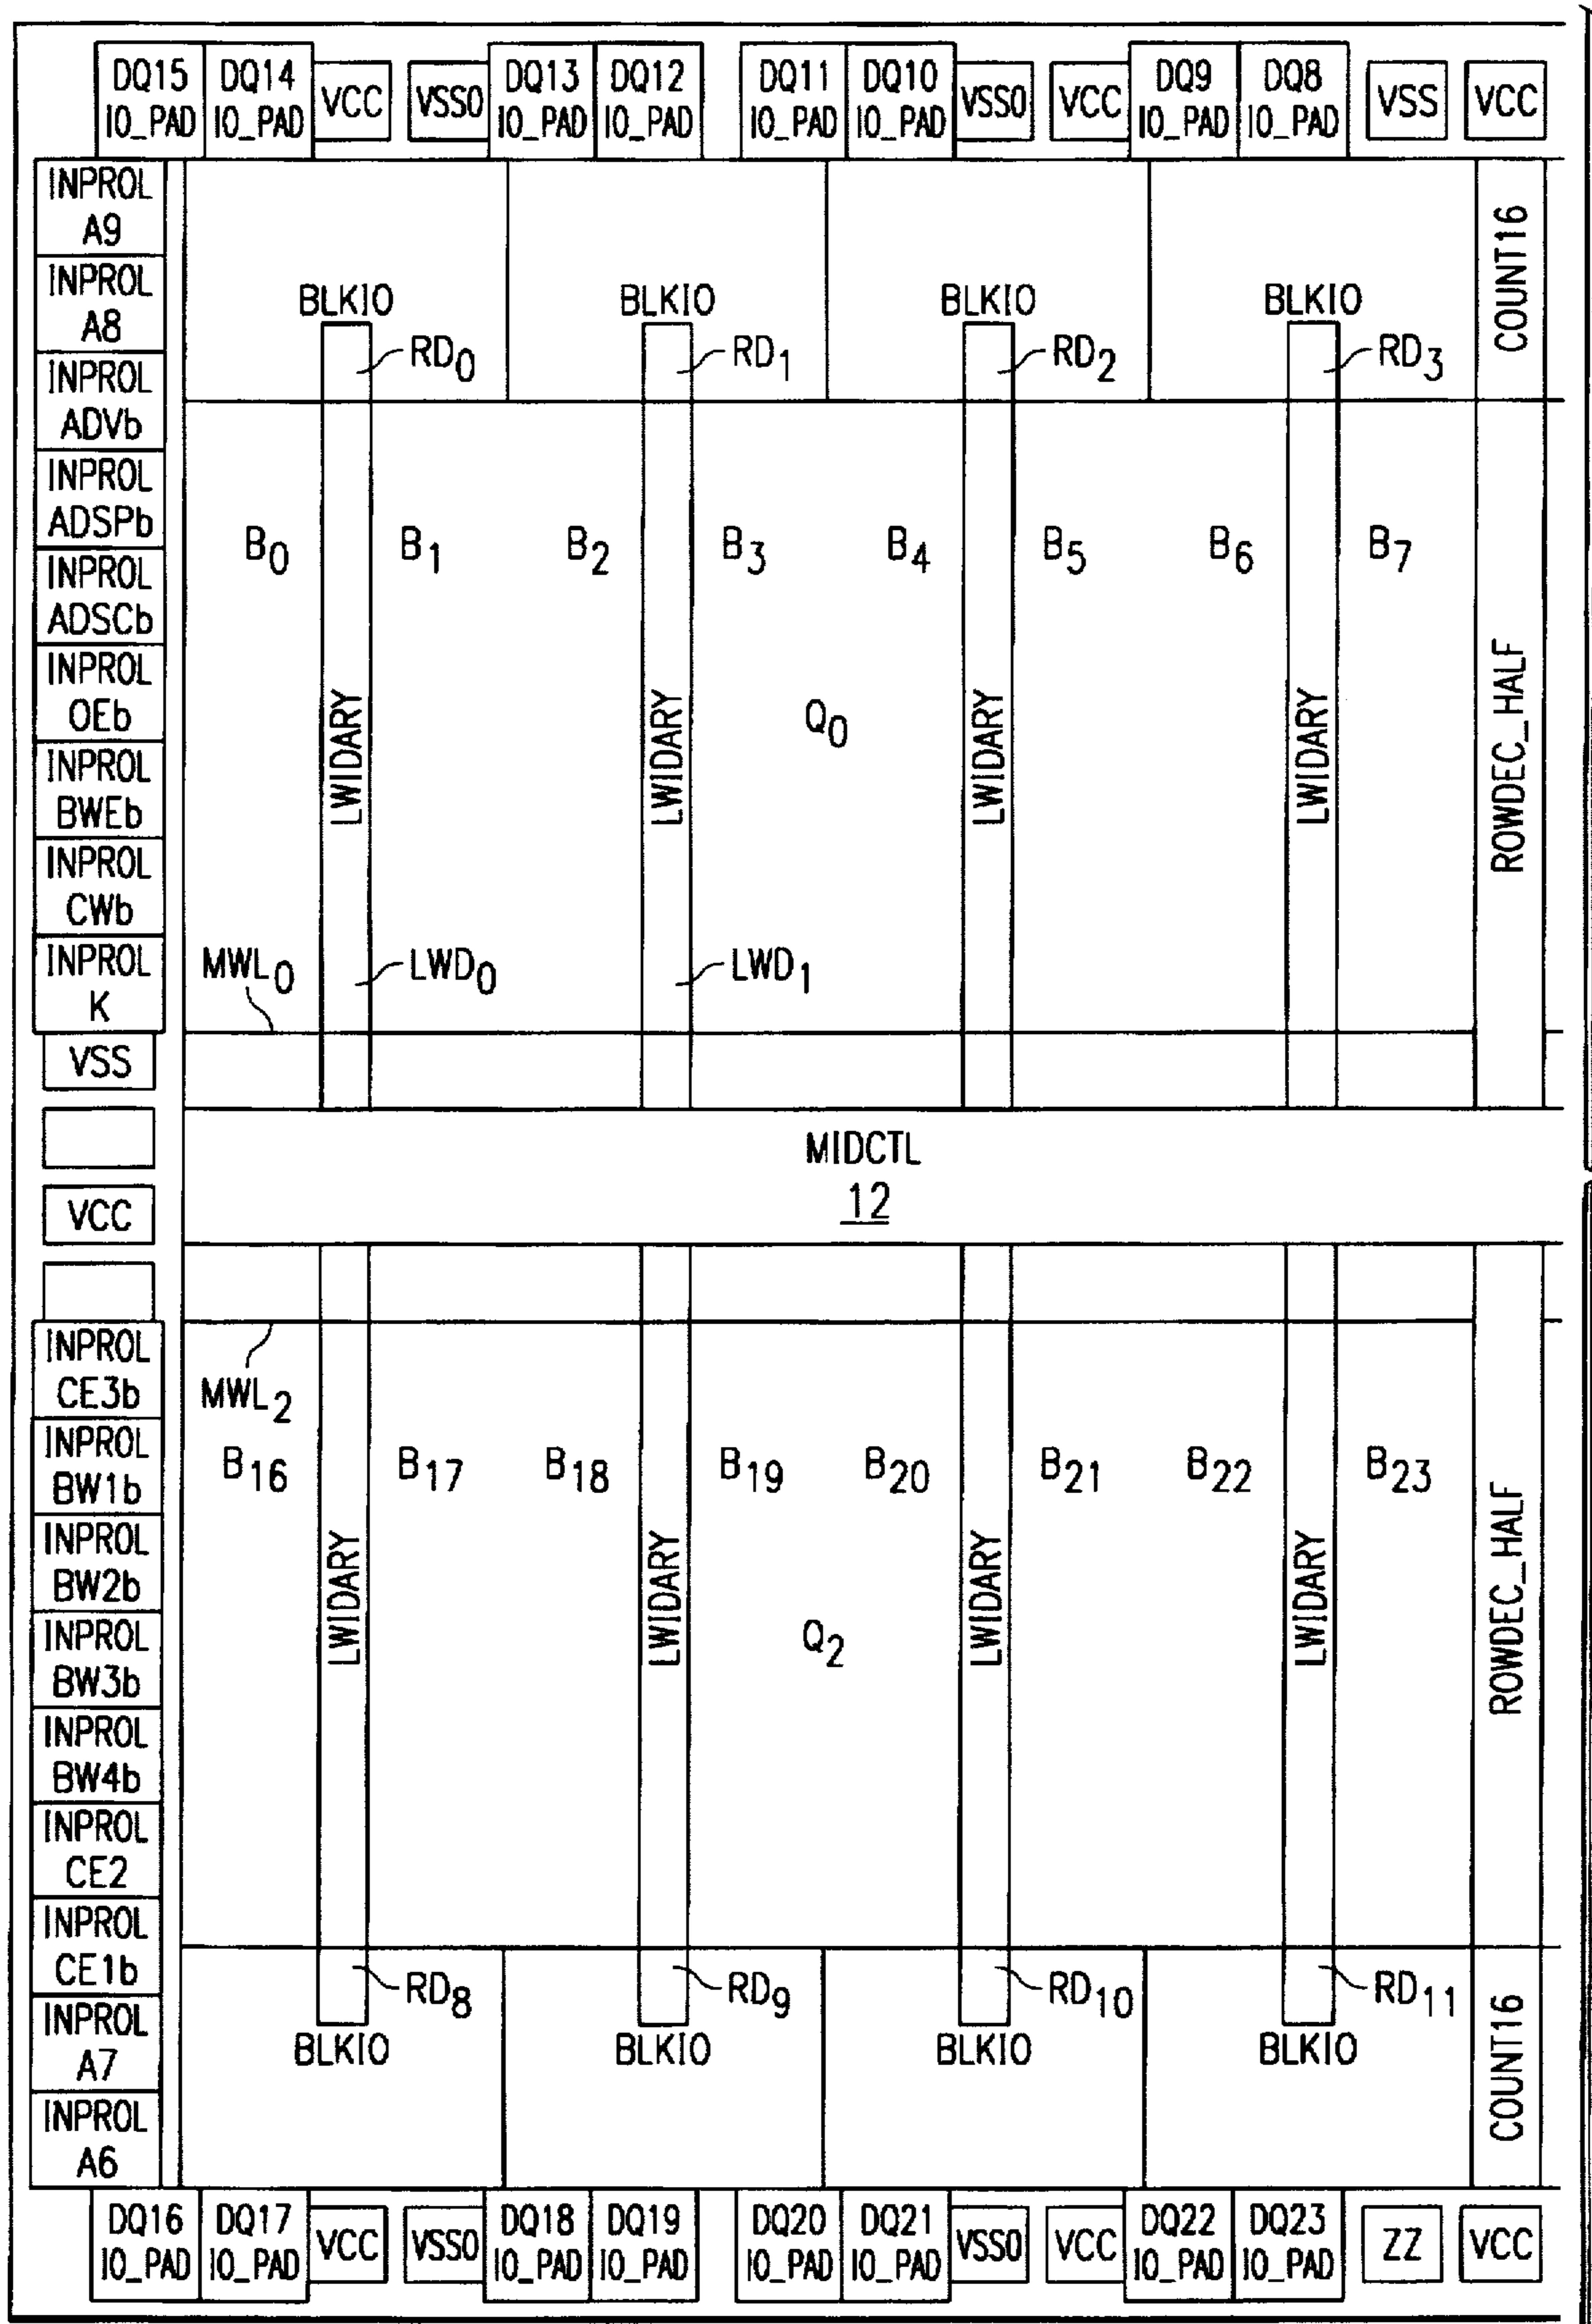 DQ15 IO_PAD
DQ14 IO_PAD
VCC
VSSO
DQ13 IO_PAD
DQ12 IO_PAD
DQ11 IO_PAD
DQ10 IO_PAD
VSSO
VCC
DQ9 IO_PAD
DQ8 IO_PAD
VSS
VCC
INPROL
A9
INPROL
A8
INPROL
ADVb
INPROL
ADSPb
INPROL
ADSCb
INPROL
OEb
INPROL
BWEb
INPROL
CWb
INPROL
K
VSS
VCC
INPROL
CE3b
INPROL
BW1b
INPROL
BW2b
INPROL
BW3b
INPROL
BW4b
INPROL
CE2
INPROL
CE1b
INPROL
A7
INPROL
A6
BLKIO
BLKIO
BLKIO
BLKIO
RD0
RD1
RD2
RD3
COUNT16
B0
B1
B2
B3
B4
B5
B6
B7
LWIDARY
LWIDARY
Q0
LWIDARY
LWIDARY
ROWDEC_HALF
MWL0
LWD0
LWD1
MIDCTL
12
MWL2
B16
B17
B18
B19
B20
B21
B22
B23
LWIDARY
LWIDARY
Q2
LWIDARY
LWIDARY
ROWDEC_HALF
RD8
RD9
RD10
RD11
BLKIO
BLKIO
BLKIO
BLKIO
COUNT16
DQ16 IO_PAD
DQ17 IO_PAD
VCC
VSSO
DQ18 IO_PAD
DQ19 IO_PAD
DQ20 IO_PAD
DQ21 IO_PAD
VSSO
VCC
DQ22 IO_PAD
DQ23 IO_PAD
ZZ
VCC